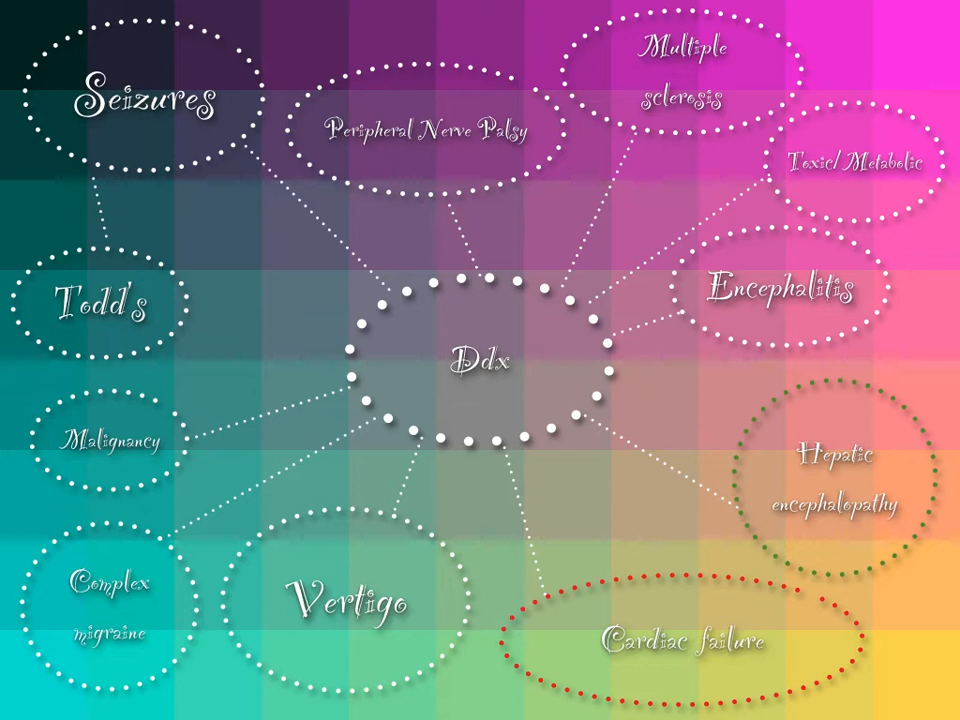 Multiple
sclerosis
Seizures
Peripheral Nerve Palsy
Toxic/ Metabolic
Encephalitis
Todd's
Ddx
Malignancy
Hepatic
encephalopathy
Complex
migraine
Vertigo
Cardiac failure